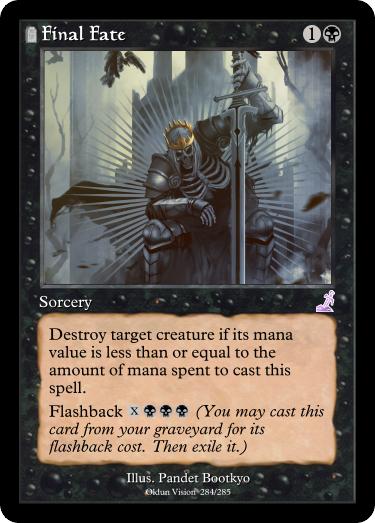 Final Fate 1
Sorcery
Destroy target creature if its mana
value is less than or equal to the
amount of mana spent to cast this
spell.
Flashback X (You may cast this
card from your graveyard for its
flashback cost. Then exile it.)
Illus. Pandet Bootkyo
Oldun Vision 284/285